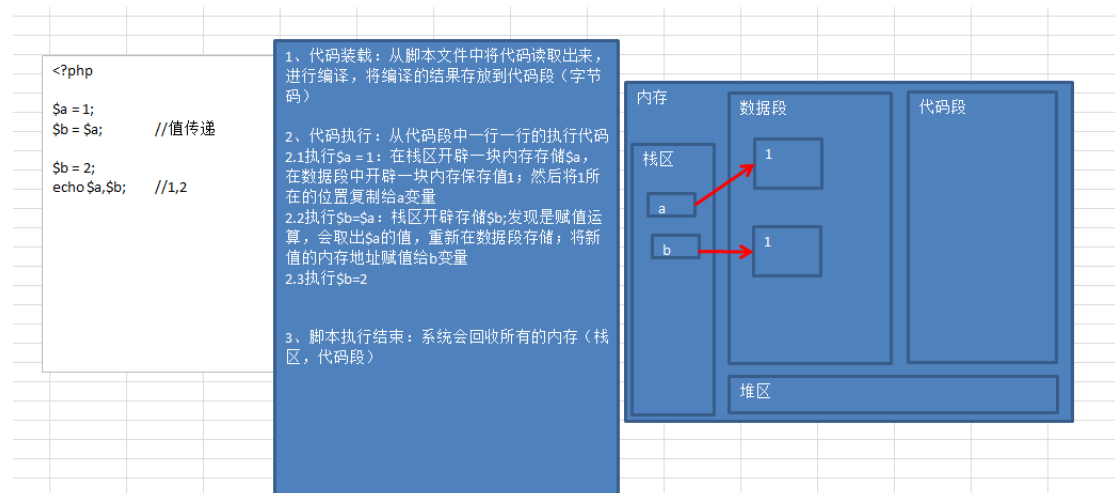 <?php
$a = 1;
$b = $a; //值传递
$b = 2;
echo $a,$b; //1,2
1、代码装载：从脚本文件中将代码读取出来，
进行编译，将编译的结果存放到代码段（字节
码）
2、代码执行：从代码段中一行一行的执行代码
2.1执行$a = 1：在栈区开辟一块内存存储$a，
在数据段中开辟一块内存保存值1；然后将1所
在的位置复制给a变量
2.2执行$b=$a：栈区开辟存储$b;发现是赋值运
算，会取出$a的值，重新在数据段存储；将新
值的内存地址赋值给b变量
2.3执行$b=2
3、脚本执行结束：系统会回收所有的内存（栈
区，代码段）
内存
数据段
代码段
栈区
1
a
b
1
堆区